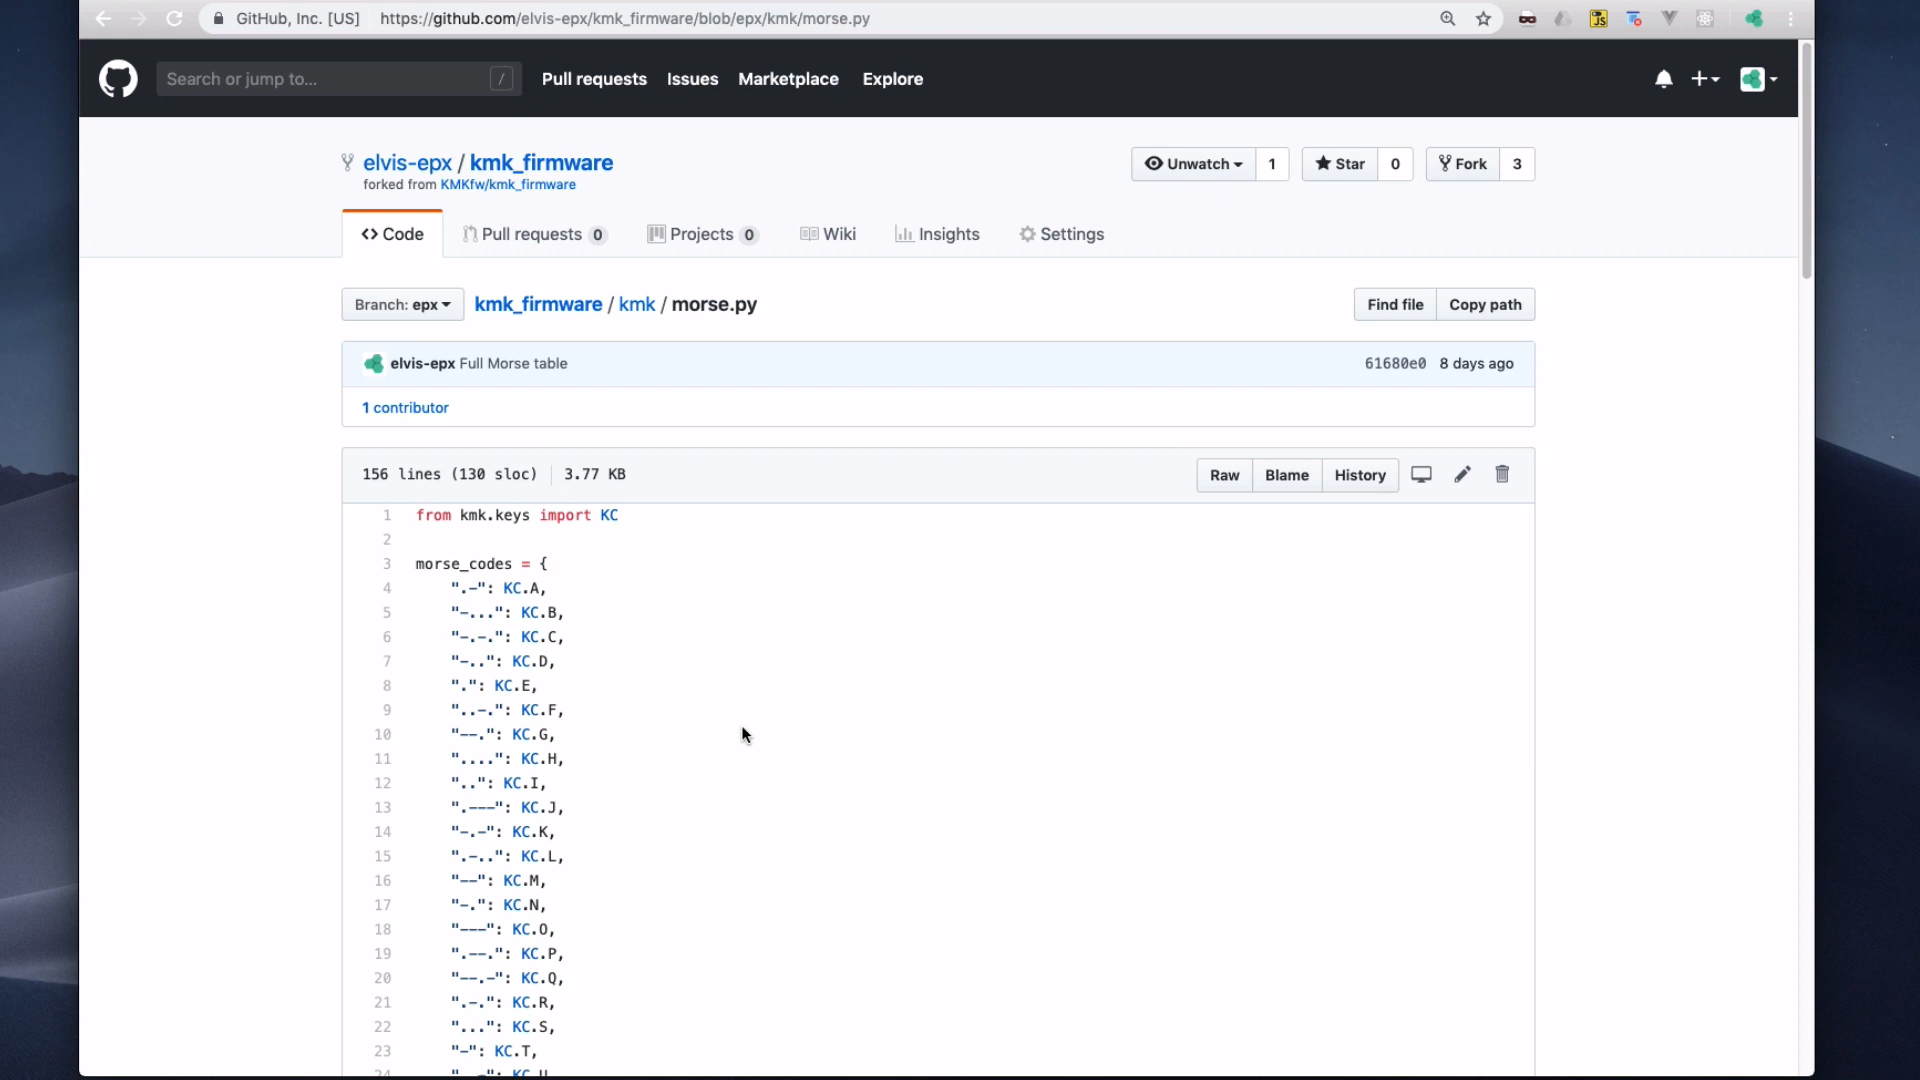 GitHub, Inc. [US] https://github.com/elvis-epx/kmk_firmware/blob/epx/kmk/morse.py
JS
Search or jump to... / Pull requests Issues Marketplace Explore
elvis-epx / kmk_firmware
forked from KMKfw/kmk_firmware
Unwatch 1 Star 0 Fork 3
<> Code Pull requests 0 Projects 0 Wiki Insights Settings
Branch: epx kmk_firmware / kmk / morse.py Find file Copy path
elvis-epx Full Morse table 61680e0 8 days ago
1 contributor
156 lines (130 sloc) 3.77 KB Raw Blame History
1 from kmk.keys import KC
2
3 morse_codes = {
4 ".-": KC.A,
5 "-...": KC.B,
6 "-.-.": KC.C,
7 "-..": KC.D,
8 ".": KC.E,
9 "..-.": KC.F,
10 "--.": KC.G,
11 "....": KC.H,
12 "..": KC.I,
13 ".---": KC.J,
14 "-.-": KC.K,
15 ".-..": KC.L,
16 "--": KC.M,
17 "-.": KC.N,
18 "---": KC.O,
19 ".--.": KC.P,
20 "--.-": KC.Q,
21 ".-.": KC.R,
22 "...": KC.S,
23 "-": KC.T,